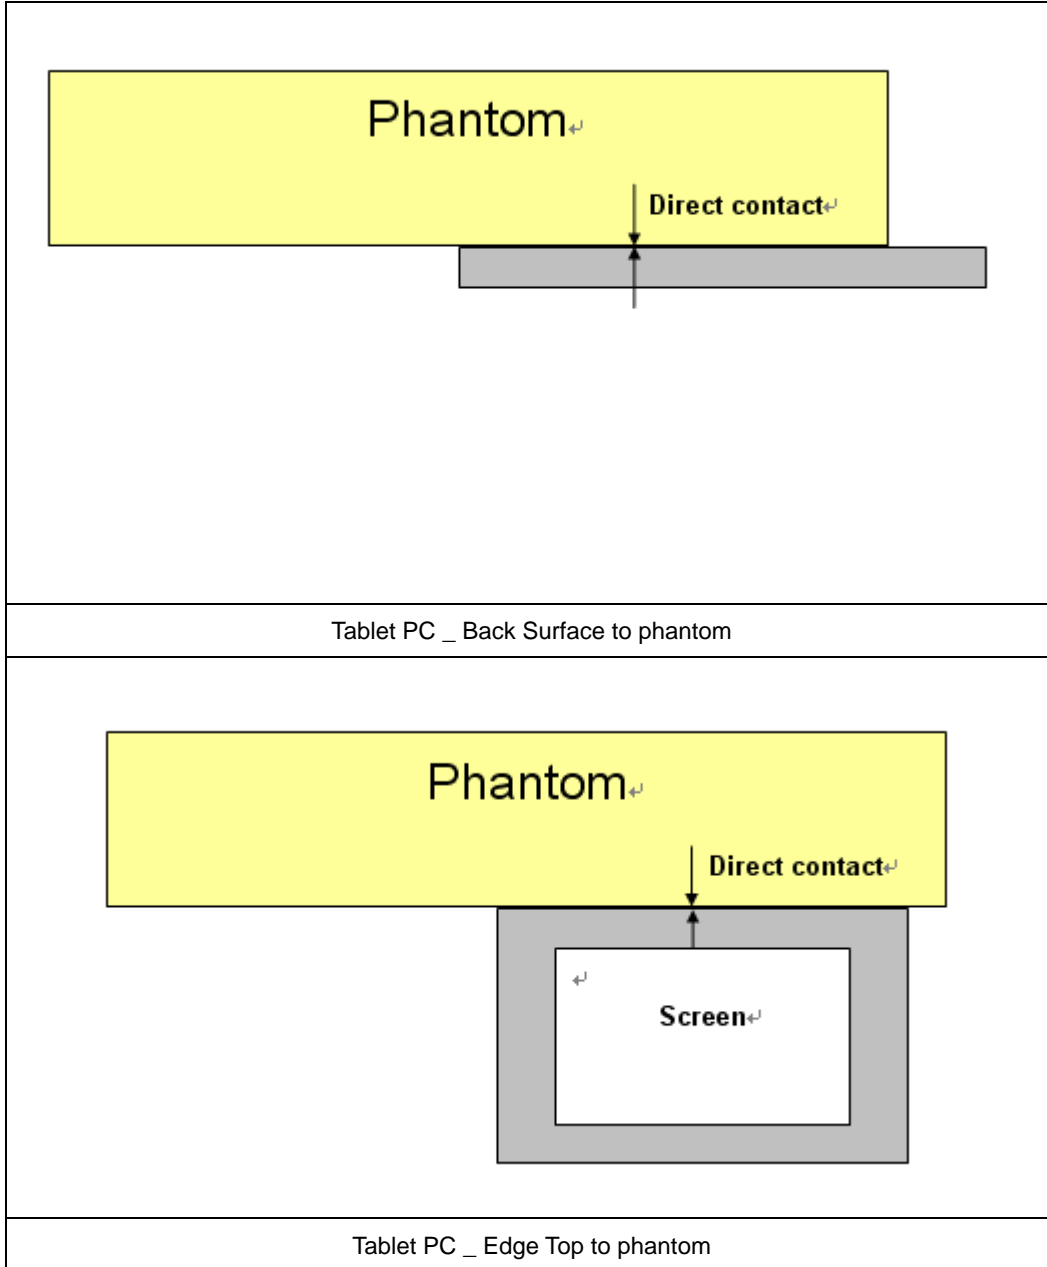 Phantom
Direct contact
Tablet PC _ Back Surface to phantom
Phantom
Direct contact
Screen
Tablet PC _ Edge Top to phantom